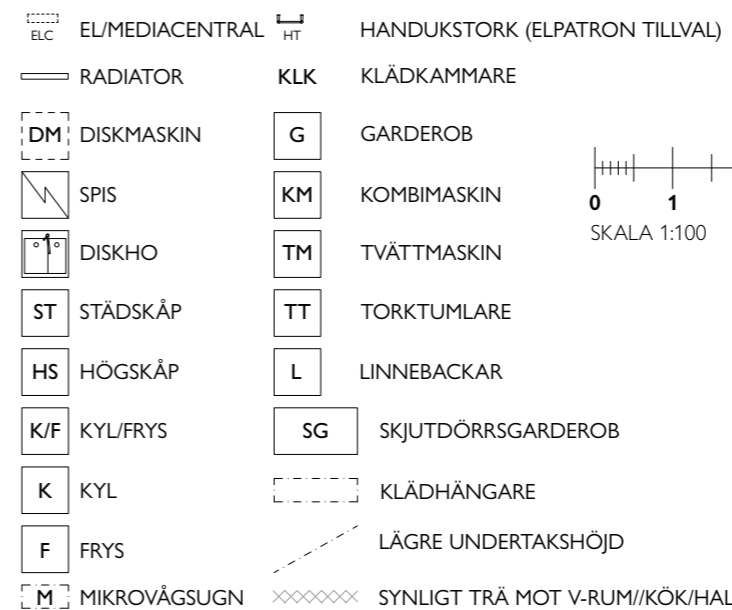 ELC EL/MEDIACENTRAL
HT HANDUKSTORK (ELPATRON TILLVAL)
RADIATOR
KLK KLÄDKAMMARE
DM DISKMASKIN
G GARDEROB
SPIS
KM KOMBIMASKIN
0 1
SKALA 1:100
DISKHO
TM TVÄTTMASKIN
ST STÄDSKÅP
TT TORKTUMLARE
HS HÖGSKÅP
L LINNEBACKAR
K/F KYL/FRYS
SG SKJUTDÖRRSGARDEROB
K KYL
KLÄDHÄNGARE
F FRYS
LÄGRE UNDERTAKSHÖJD
M MIKROVÅGSUGN
SYNLIGT TRÄ MOT V-RUM//KÖK/HAL